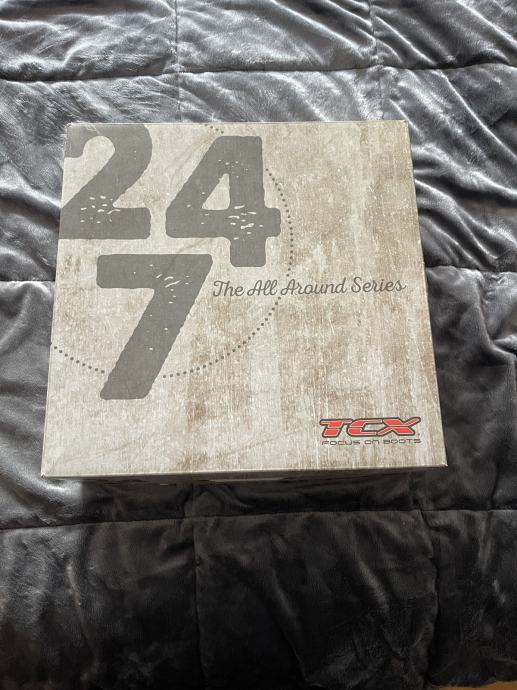 24
7
The All Around Series
TCX
FOCUS ON BOOTS